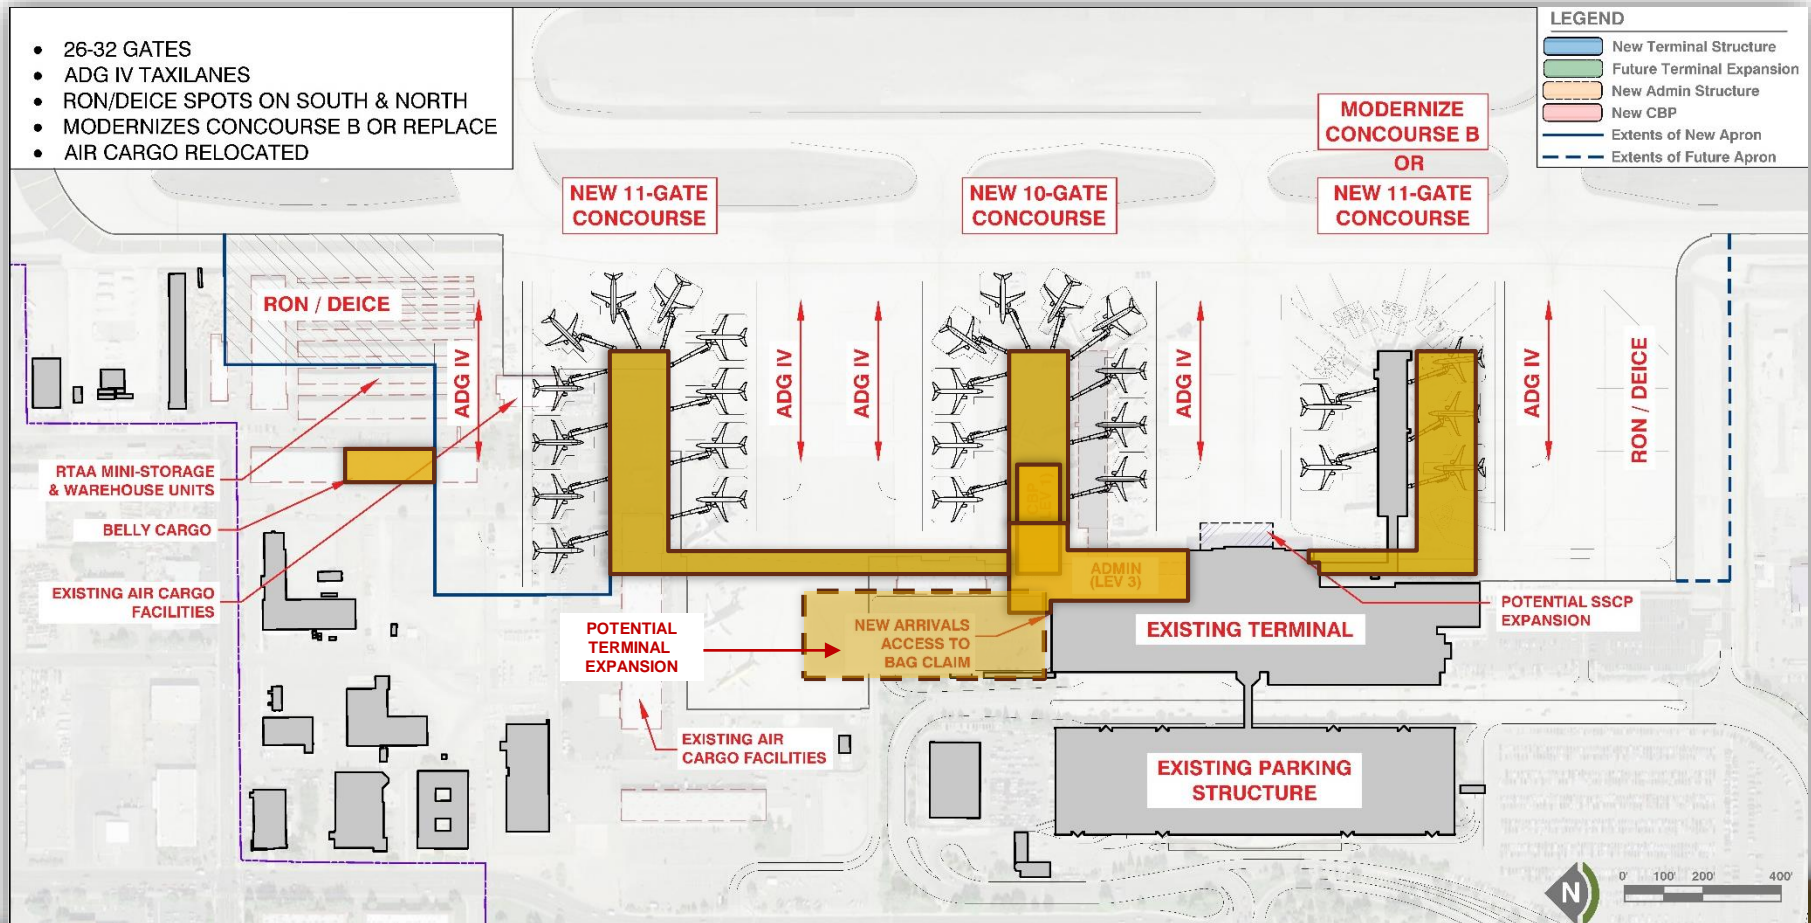 • 26-32 GATES
• ADG IV TAXILANES
• RON/DEICE SPOTS ON SOUTH & NORTH
• MODERNIZES CONCOURSE B OR REPLACE
• AIR CARGO RELOCATED
LEGEND
New Terminal Structure
Future Terminal Expansion
New Admin Structure
New CBP
Extents of New Apron
Extents of Future Apron
NEW 11-GATE
CONCOURSE
NEW 10-GATE
CONCOURSE
MODERNIZE
CONCOURSE B
OR
NEW 11-GATE
CONCOURSE
RON / DEICE
ADG IV
ADG IV
ADG IV
ADG IV
ADG IV
RON / DEICE
RTAA MINI-STORAGE
& WAREHOUSE UNITS
BELLY CARGO
EXISTING AIR CARGO
FACILITIES
CBP
(LEV 1)
ADMIN
(LEV 3)
POTENTIAL
TERMINAL
EXPANSION
NEW ARRIVALS
ACCESS TO
BAG CLAIM
EXISTING TERMINAL
POTENTIAL SSCP
EXPANSION
EXISTING AIR
CARGO FACILITIES
EXISTING PARKING
STRUCTURE
N
0' 100' 200' 400'